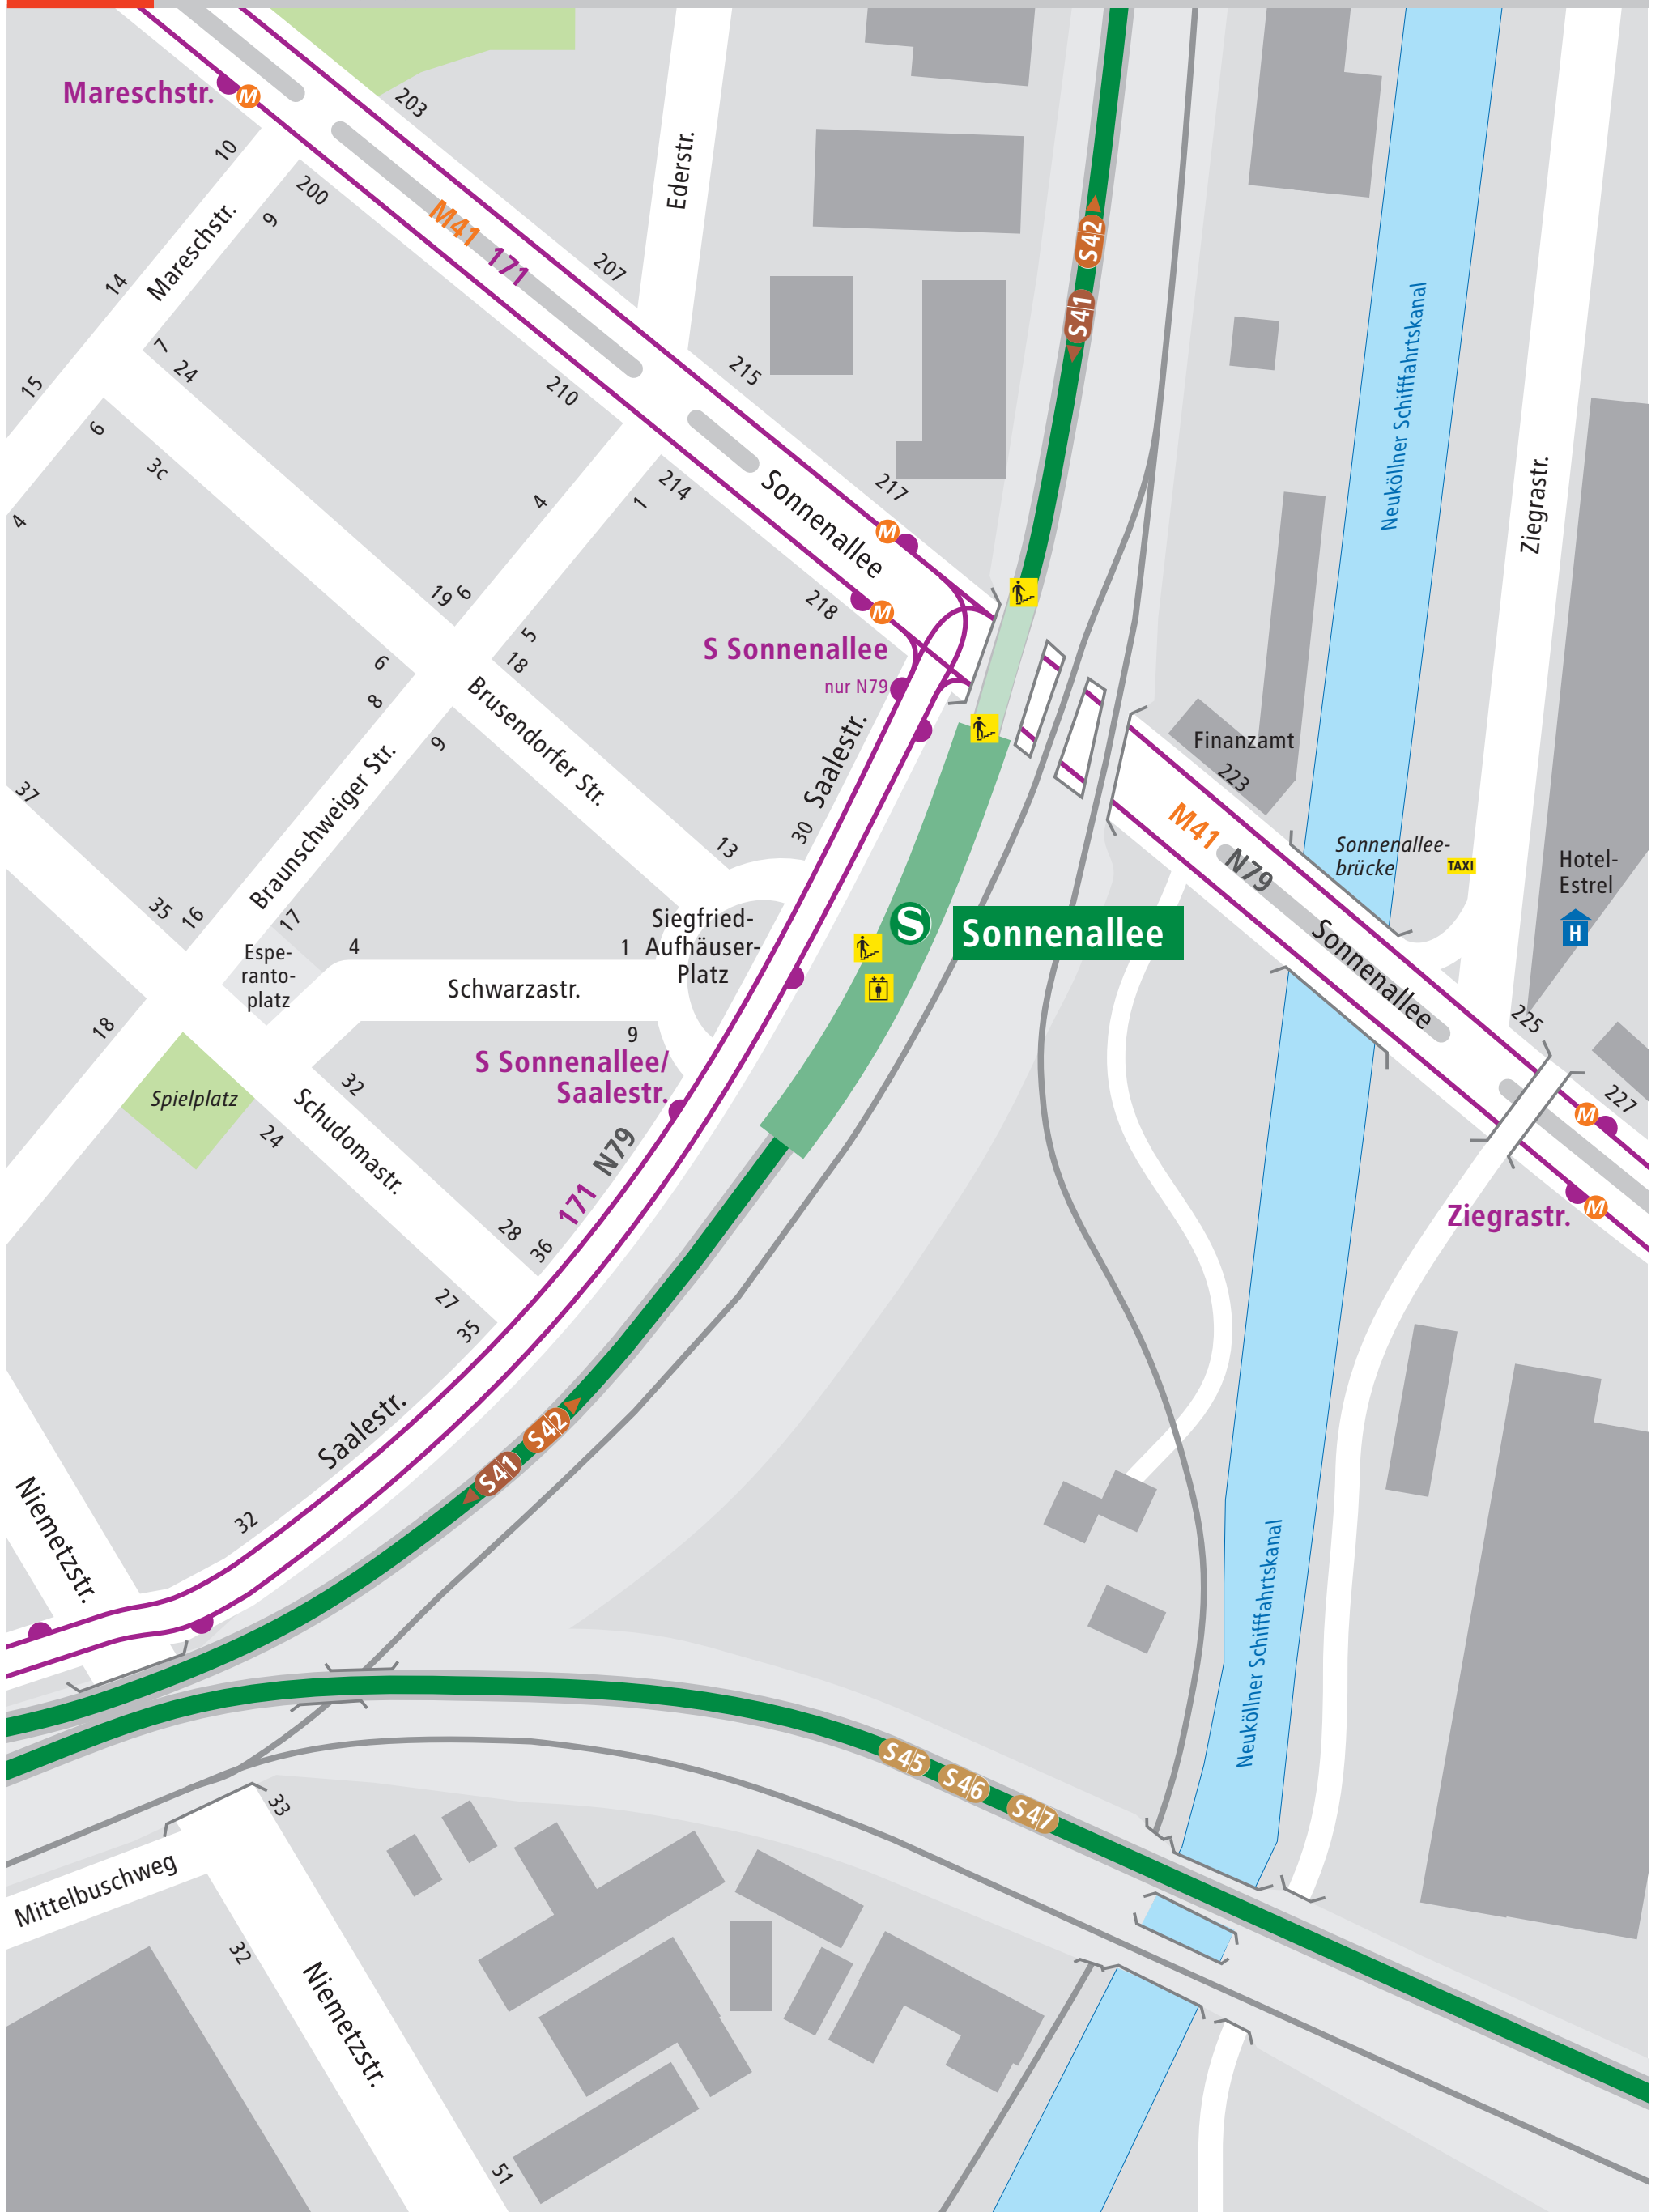 Mareschstr.
M
203
10
200
9
Mareschstr.
14
M41
171
Ederstr.
207
S42
S41
Neuköllner Schifffahrtskanal
Ziegrastr.
7
24
15
6
3c
4
210
215
4
1
214
Sonnenallee
217
M
218
M
S Sonnenallee
nur N79
19
6
5
18
6
8
Brusendorfer Str.
9
Braunschweiger Str.
37
35
16
17
Saalestr.
30
13
Finanzamt
223
M41
N79
Sonnenallee-
brücke
TAXI
Hotel-
Estrel
H
Sonnenallee
S
Sonnenallee
Siegfried-
Aufhäuser-
Platz
Espe-
ranto-
platz
4
1
Schwarzastr.
9
S Sonnenallee/
Saalestr.
18
Spielplatz
24
32
Schudomastr.
171
N79
28
36
27
35
225
227
M
Ziegrastr.
M
Saalestr.
S42
S41
32
Niemetzstr.
Neuköllner Schifffahrtskanal
S45
S46
S47
33
Mittelbuschweg
32
Niemetzstr.
51